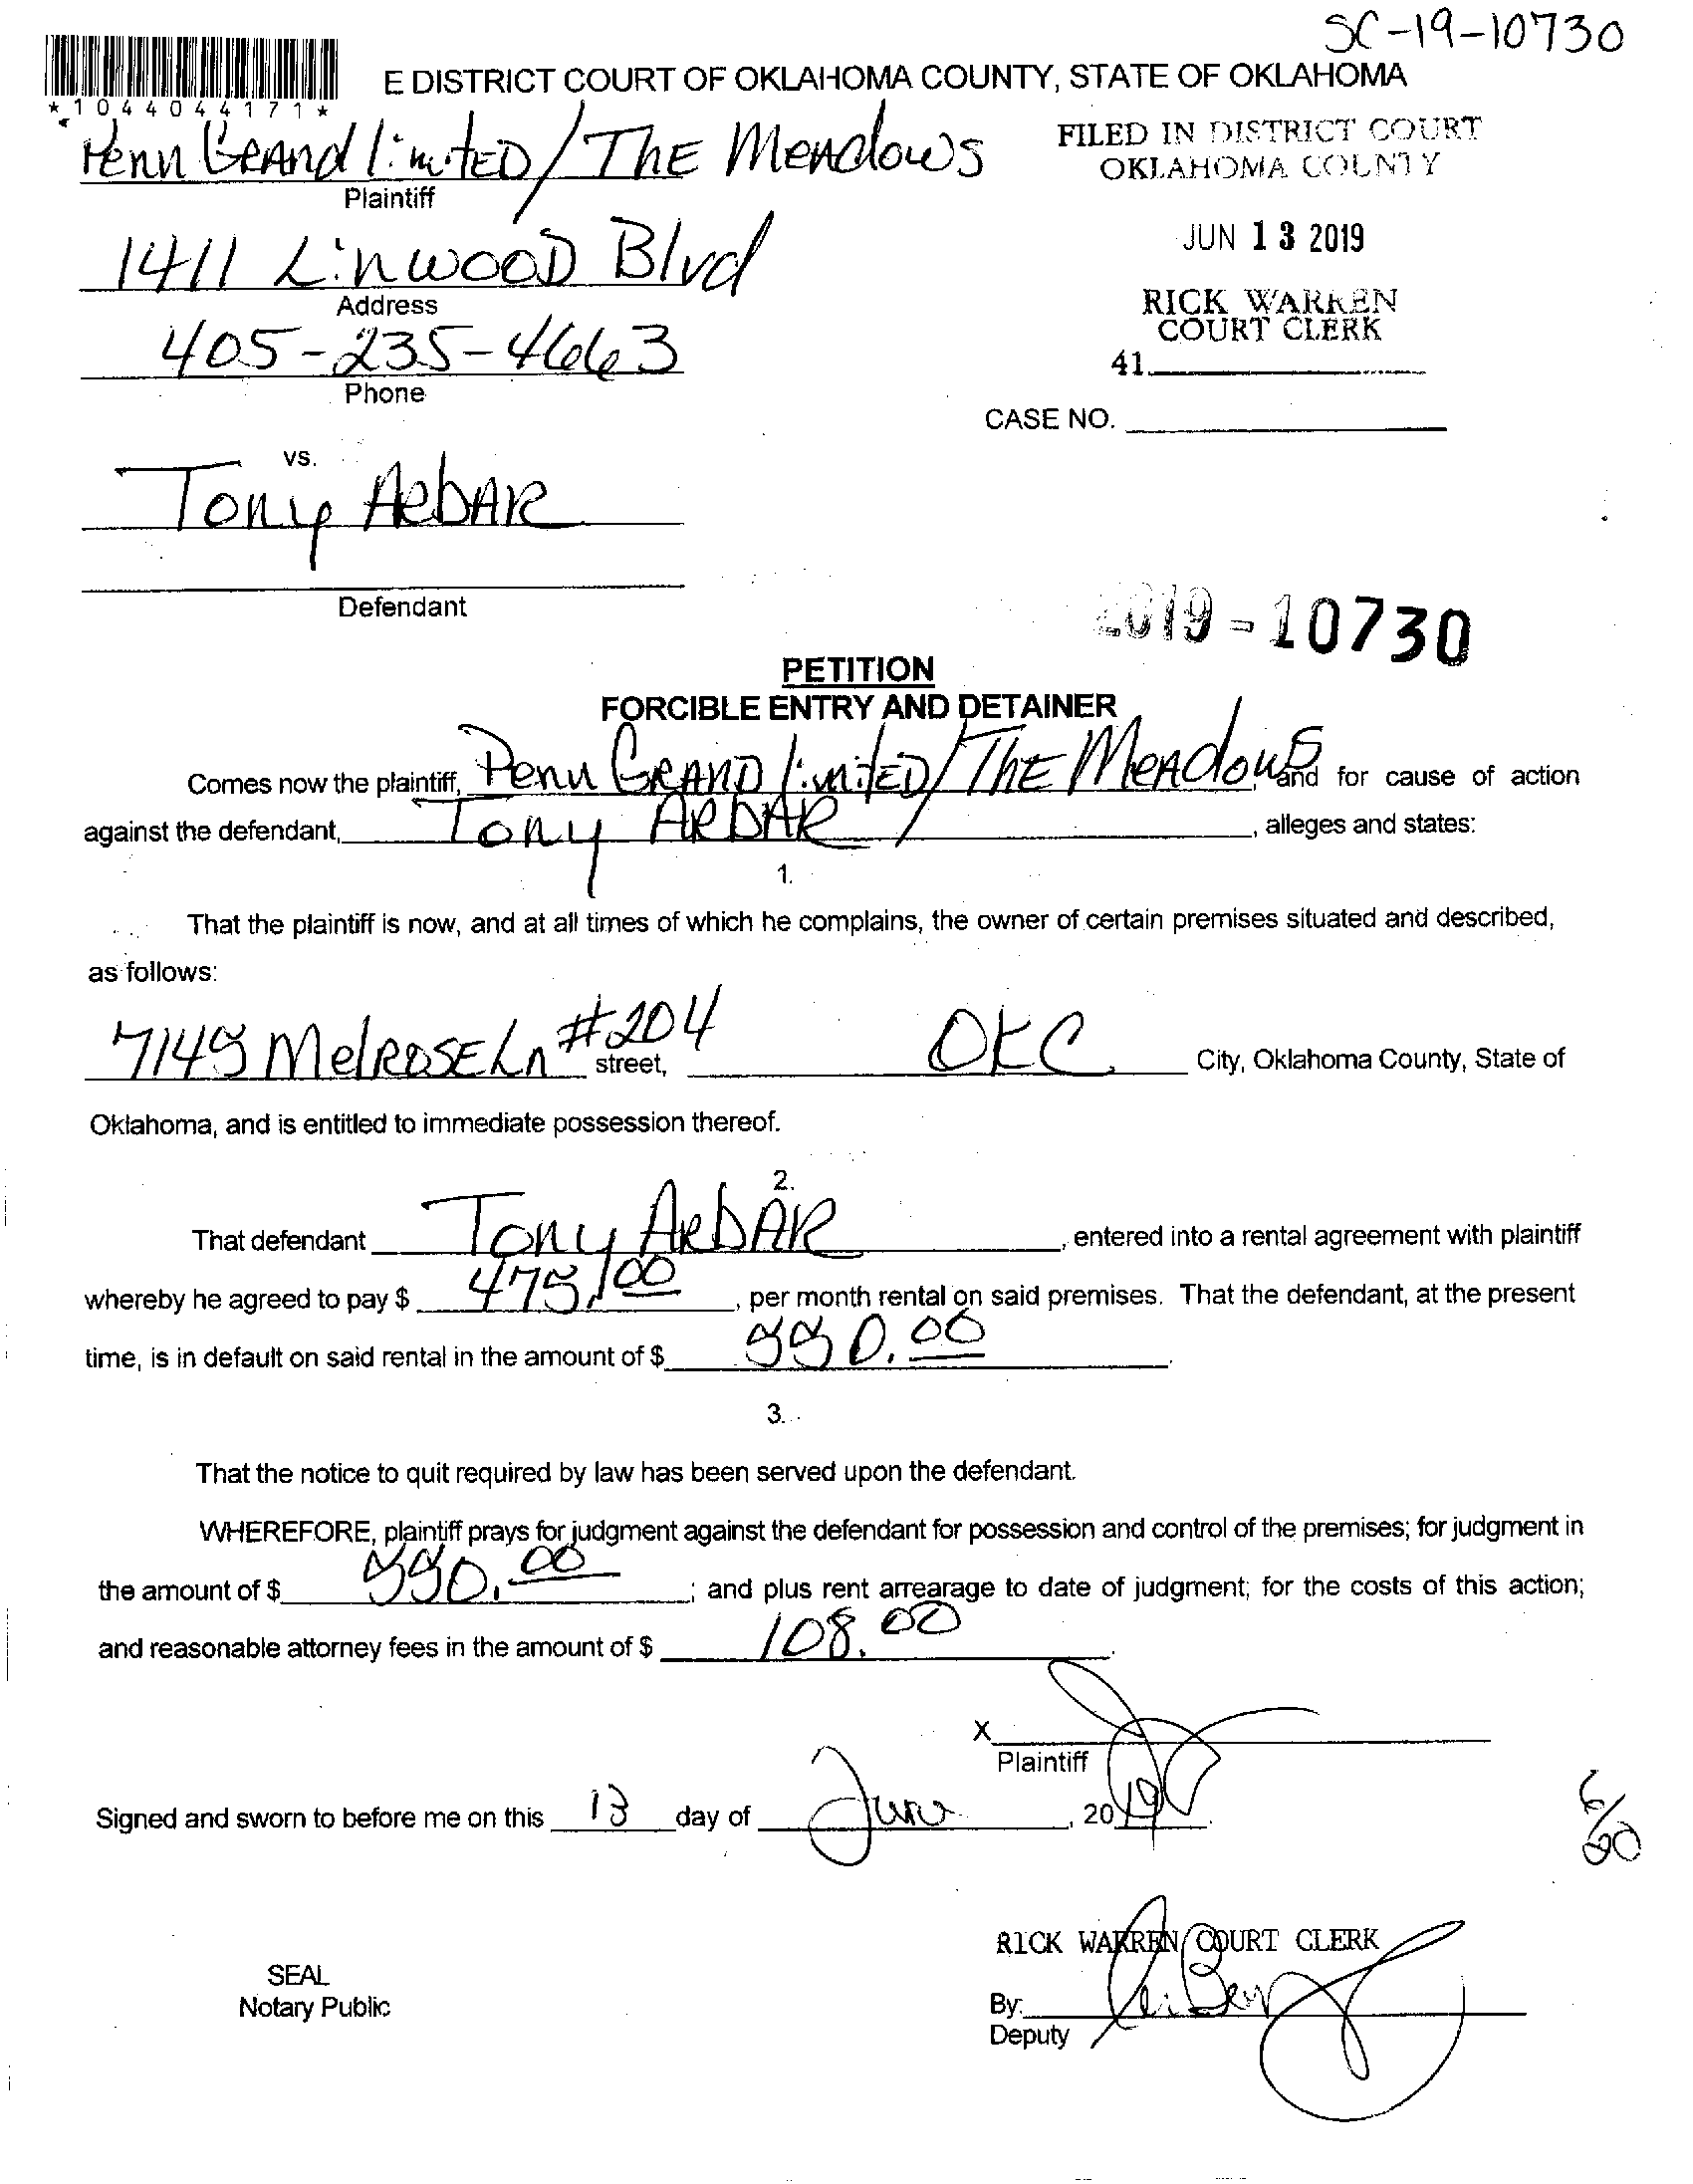 SC-19-10730
E DISTRICT COURT OF OKLAHOMA COUNTY, STATE OF OKLAHOMA
*1044044171*
Penn Grand limitED/The Meadows
Plaintiff
FILED IN DISTRICT COURT
OKLAHOMA COUNTY
JUN 13 2019
1411 Linwood Blvd
Address
RICK WARREN
COURT CLERK
405-235-4663
Phone
41
CASE NO.
vs.
Tony ARbAR
Defendant
2019-10730
PETITION
FORCIBLE ENTRY AND DETAINER
Comes now the plaintiff, Penn GRAND limitED/ThE Meadows, and for cause of action
against the defendant, Tony ARbAR, alleges and states:
1.
That the plaintiff is now, and at all times of which he complains, the owner of certain premises situated and described,
as follows:
7145 MelROSE Ln #204 street, OKC City, Oklahoma County, State of
Oklahoma, and is entitled to immediate possession thereof.
2.
That defendant Tony ARbAR, entered into a rental agreement with plaintiff
whereby he agreed to pay $ 475.00, per month rental on said premises. That the defendant, at the present
time, is in default on said rental in the amount of $ 550.00.
3.
That the notice to quit required by law has been served upon the defendant.
WHEREFORE, plaintiff prays for judgment against the defendant for possession and control of the premises; for judgment in
the amount of $ 550.00; and plus rent arrearage to date of judgment; for the costs of this action;
and reasonable attorney fees in the amount of $ 108.00.
X
Plaintiff
Signed and sworn to before me on this 13 day of June, 2019.
RICK WARREN COURT CLERK
SEAL
Notary Public
By:
Deputy